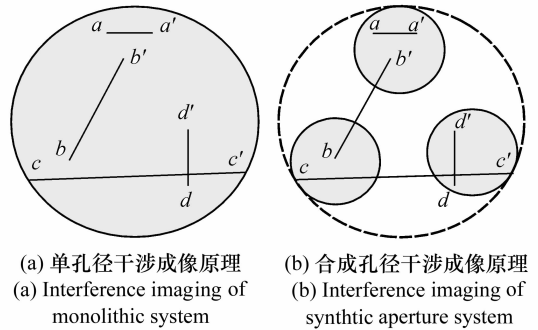 a a′
b′
d′
b
c c′
d
a a′
b′
d′
b
c c′
d
(a) 单孔径干涉成像原理
(a) Interference imaging of
monolithic system
(b) 合成孔径干涉成像原理
(b) Interference imaging of
synthtic aperture system